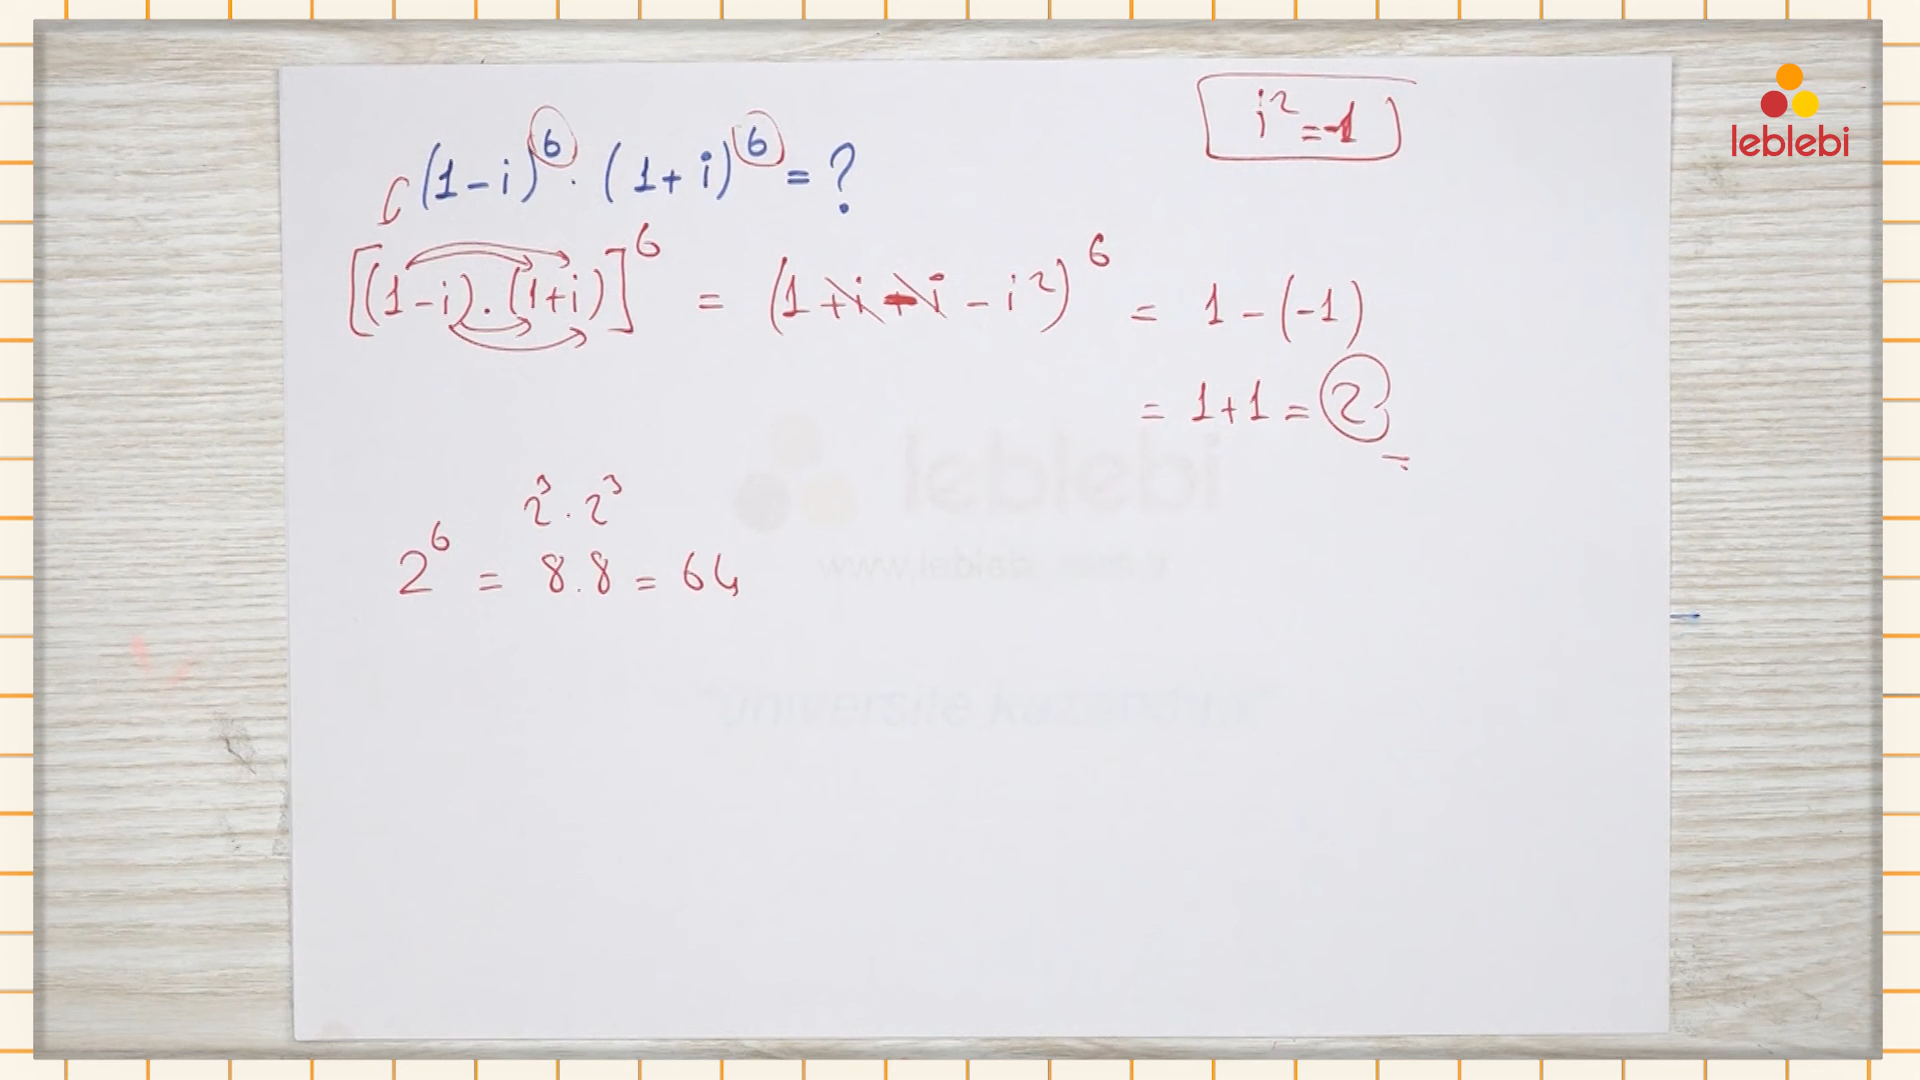 i² = -1
leblebi
(1-i)⁶ · (1+i)⁶ = ?
[(1-i) . (1+i)]⁶ = (1+i-i-i²)⁶ = 1-(-1)
= 1+1 = 2
2³ . 2³
2⁶ = 8.8 = 64
leblebi